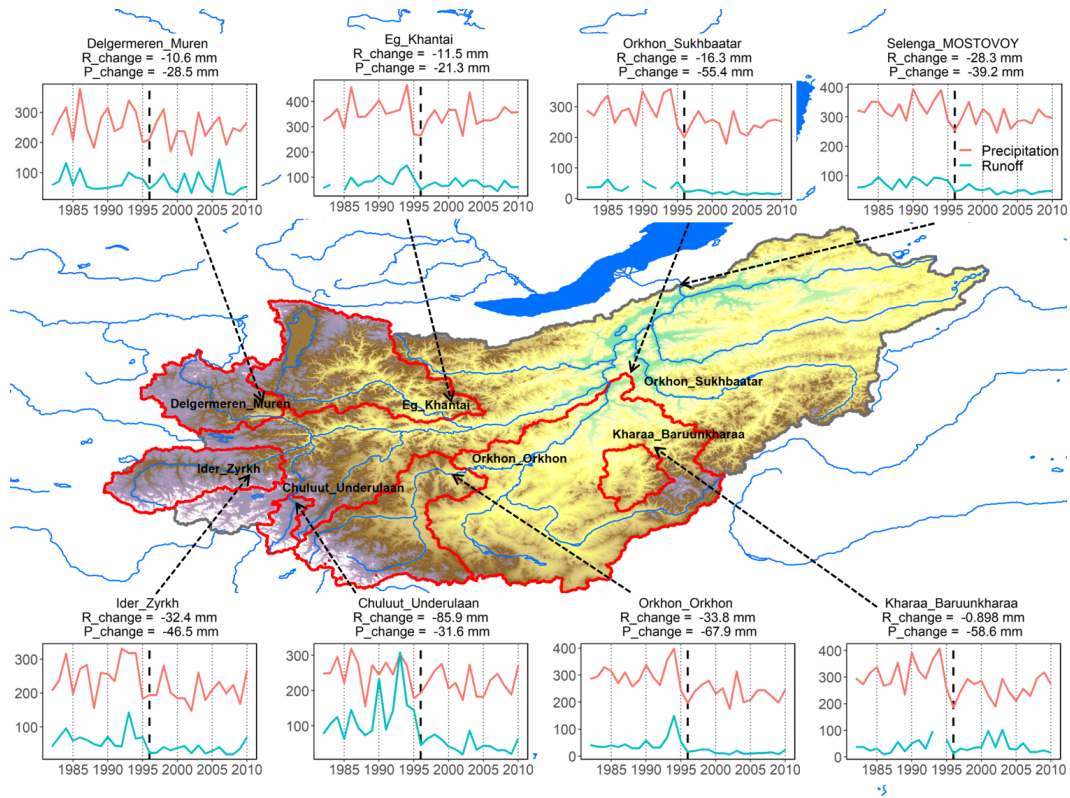 Delgermeren_Muren
R_change = -10.6 mm
P_change = -28.5 mm
300
200
100
1985 1990 1995 2000 2005 2010
Eg_Khantai
R_change = -11.5 mm
P_change = -21.3 mm
400
300
200
100
1985 1990 1995 2000 2005 2010
Orkhon_Sukhbaatar
R_change = -16.3 mm
P_change = -55.4 mm
300
200
100
0
1985 1990 1995 2000 2005 2010
Selenga_MOSTOVOY
R_change = -28.3 mm
P_change = -39.2 mm
400
300
200
100
Precipitation
Runoff
1985 1990 1995 2000 2005 2010
Orkhon_Sukhbaatar
Delgermeren_Muren
Eg_Khantai
Kharaa_Baruunkharaa
Orkhon_Orkhon
Ider_Zyrkh
Chuluut_Underulaan
Ider_Zyrkh
R_change = -32.4 mm
P_change = -46.5 mm
300
200
100
1985 1990 1995 2000 2005 2010
Chuluut_Underulaan
R_change = -85.9 mm
P_change = -31.6 mm
300
200
100
1985 1990 1995 2000 2005 2010
Orkhon_Orkhon
R_change = -33.8 mm
P_change = -67.9 mm
400
300
200
100
0
1985 1990 1995 2000 2005 2010
Kharaa_Baruunkharaa
R_change = -0.898 mm
P_change = -58.6 mm
400
300
200
100
0
1985 1990 1995 2000 2005 2010